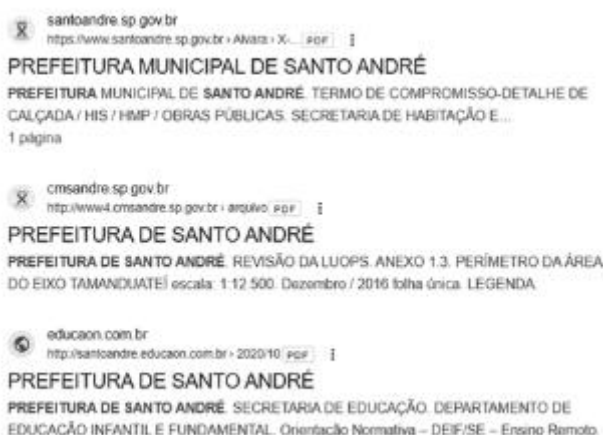 santoandre.sp.gov.br
https://www.santoandre.sp.gov.br › Alvara › X-... PDF
PREFEITURA MUNICIPAL DE SANTO ANDRÉ
PREFEITURA MUNICIPAL DE SANTO ANDRÉ. TERMO DE COMPROMISSO-DETALHE DE
CALÇADA / HIS / HMP / OBRAS PÚBLICAS. SECRETARIA DE HABITAÇÃO E...
1 página
cmsandre.sp.gov.br
http://www4.cmsandre.sp.gov.br › arquivo PDF
PREFEITURA DE SANTO ANDRÉ
PREFEITURA DE SANTO ANDRÉ. REVISÃO DA LUOPS. ANEXO 1.3. PERÍMETRO DA ÁREA
DO EIXO TAMANDUATEÍ escala: 1:12.500. Dezembro / 2016 folha única. LEGENDA.
educaon.com.br
http://santoandre.educaon.com.br › 2020/10 PDF
PREFEITURA DE SANTO ANDRÉ
PREFEITURA DE SANTO ANDRÉ. SECRETARIA DE EDUCAÇÃO. DEPARTAMENTO DE
EDUCAÇÃO INFANTIL E FUNDAMENTAL. Orientação Normativa – DEIF/SE – Ensino Remoto.